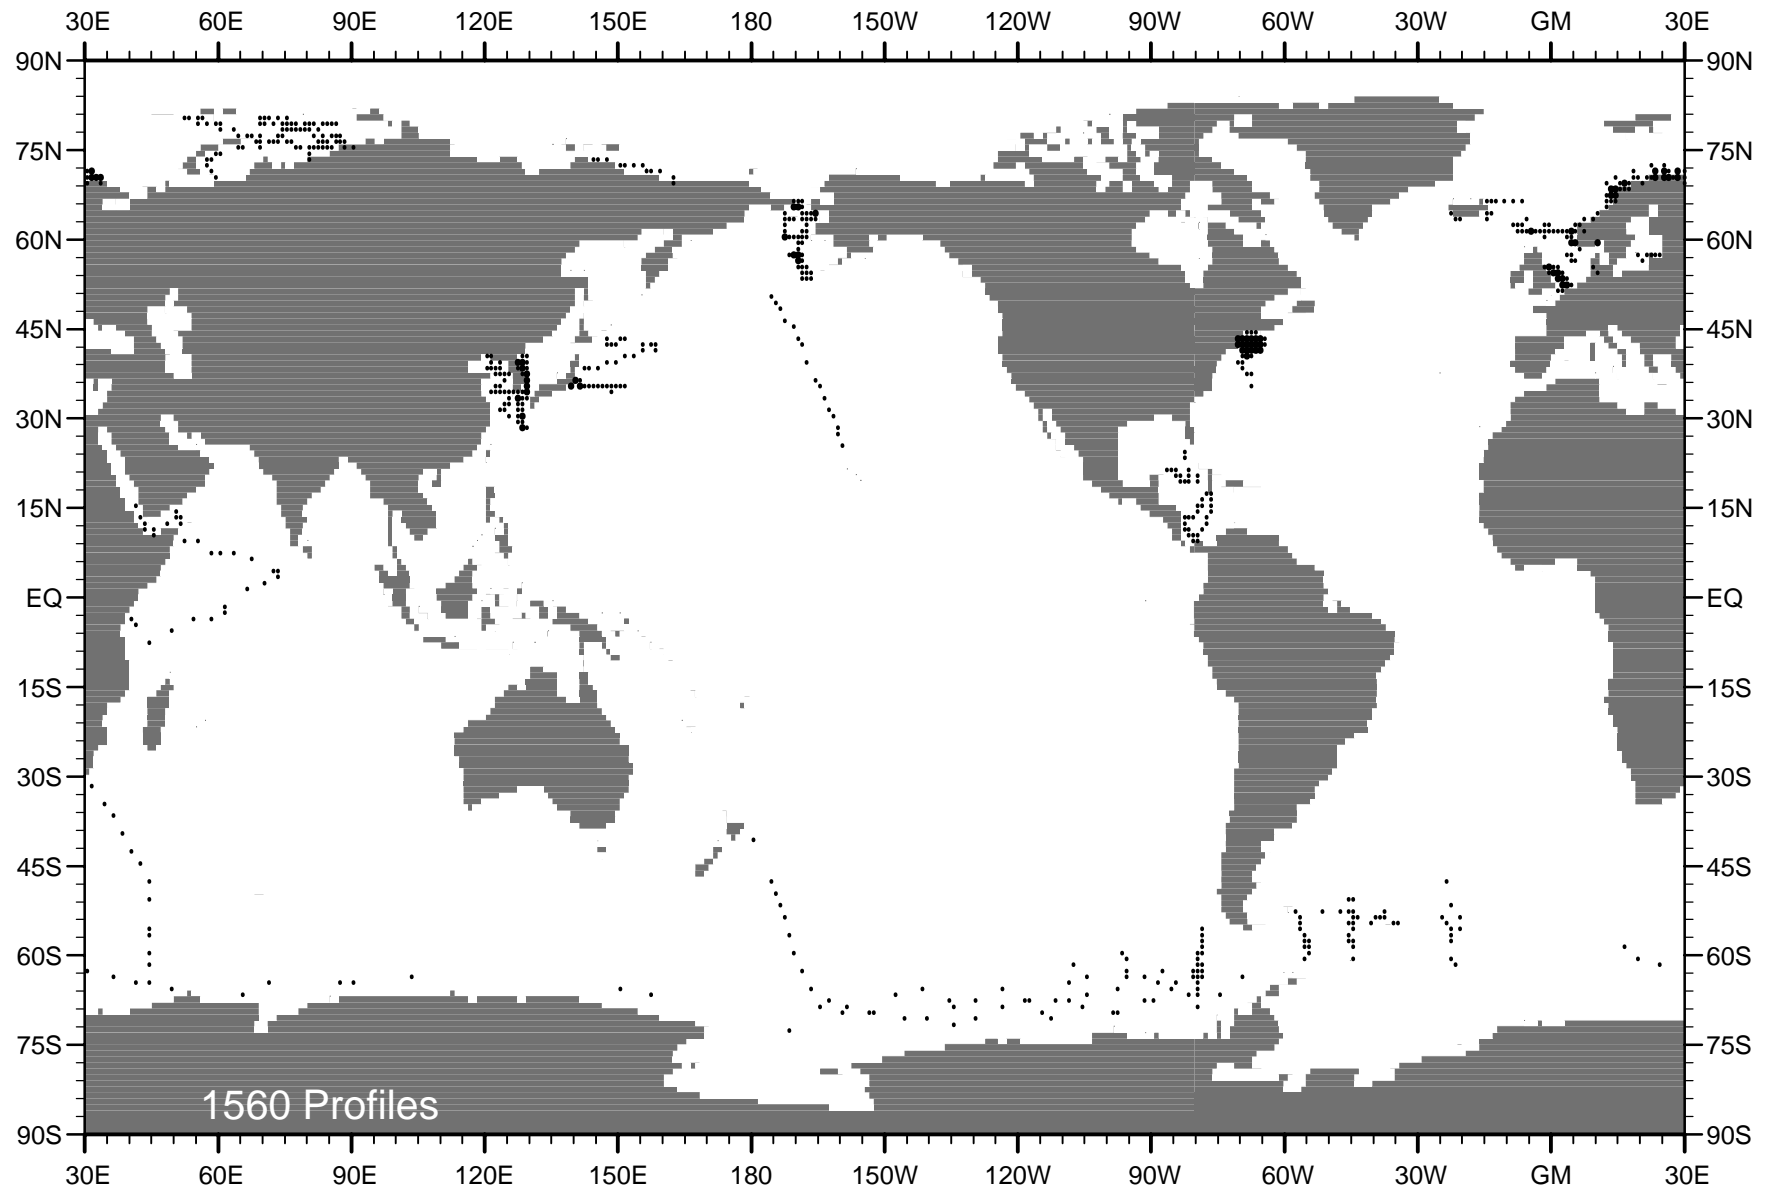 30E 60E 90E 120E 150E 180 150W 120W 90W 60W 30W GM 30E
90N 90N
75N 75N
60N 60N
45N 45N
30N 30N
15N 15N
EQ EQ
15S 15S
30S 30S
45S 45S
60S 60S
75S 75S
1560 Profiles
90S 90S
30E 60E 90E 120E 150E 180 150W 120W 90W 60W 30W GM 30E